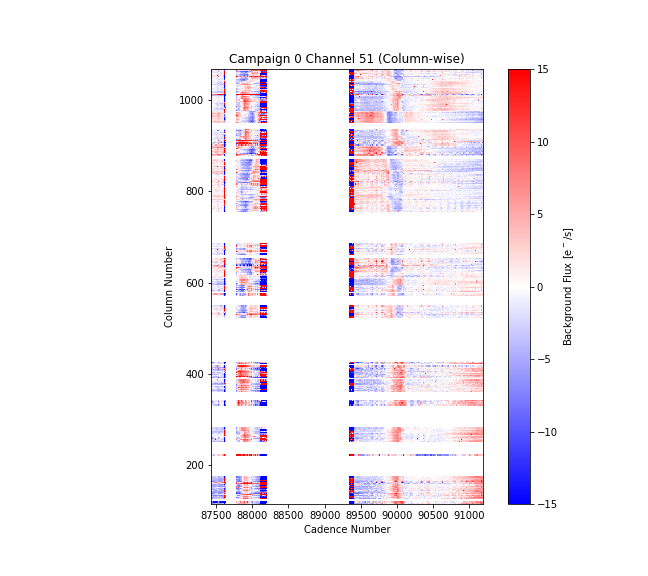 Campaign 0 Channel 51 (Column-wise)
1000
800
600
400
200
Column Number
87500 88000 88500 89000 89500 90000 90500 91000
Cadence Number
15
10
5
0
−5
−10
−15
Background Flux [e⁻/s]